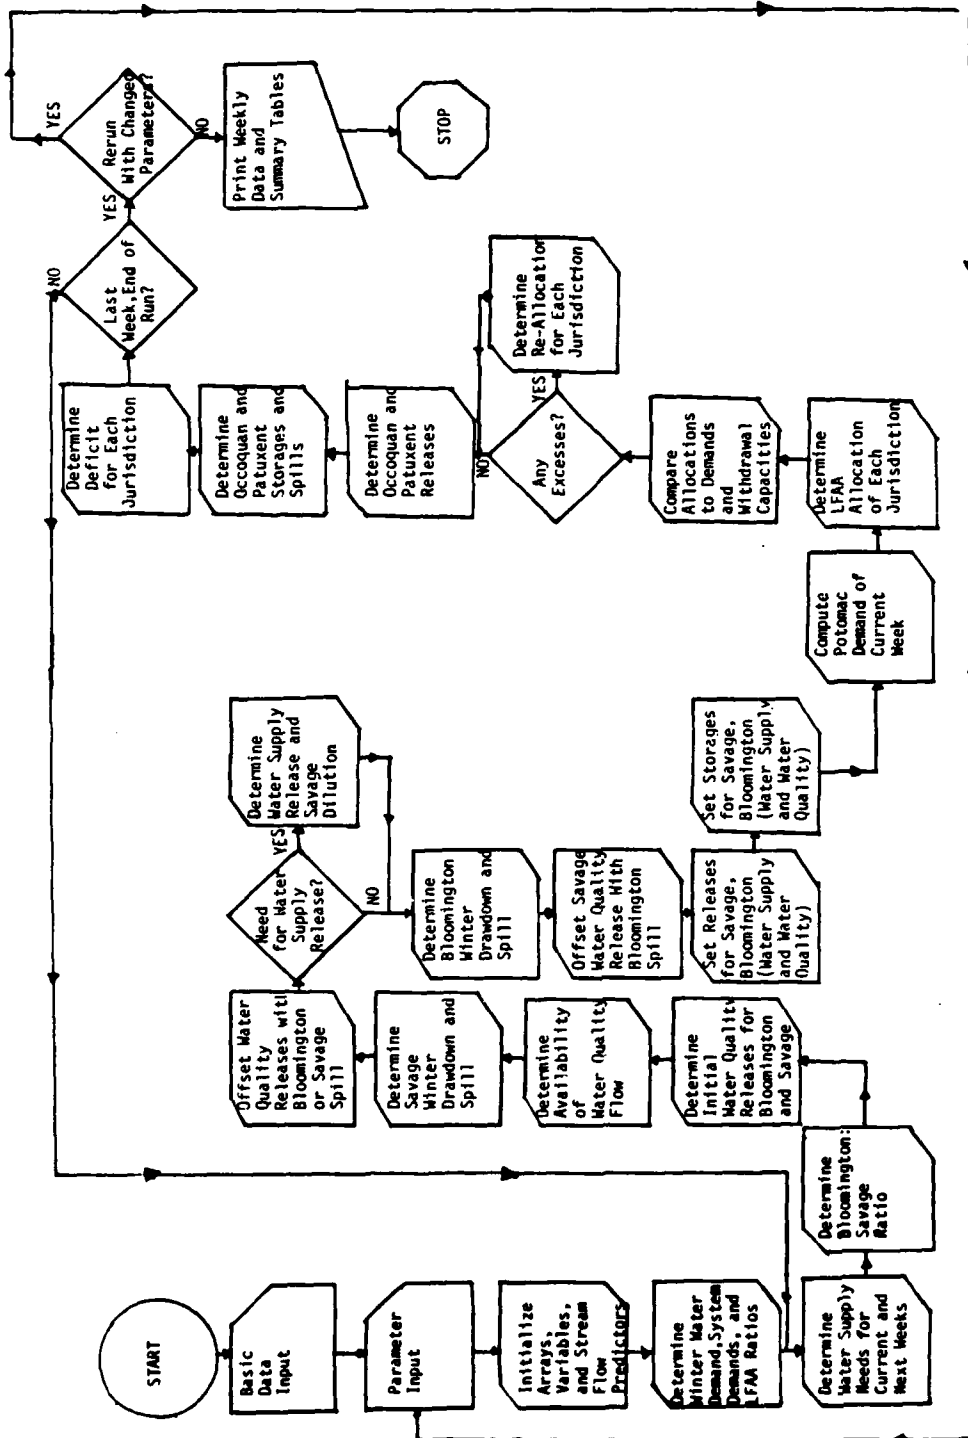 START
Basic
Data
Input
Parameter
Input
Initialize
Arrays,
Variables,
and Stream
Flow
Predictors
Determine
Winter Water
Demand,System
Demands, and
LFAA Ratios
Determine
Water Supply
Needs for
Current and
Next Weeks
Determine
Bloomington:
Savage
Ratio
Determine
Initial
Water Quality
Releases for
Bloomington
and Savage
Determine
Availability
of
Water Quality
Flow
Determine
Savage
Winter
Drawdown and
Spill
Offset Water
Quality
Releases with
Bloomington
or Savage
Spill
Need
for Water
Supply
Release?
YES
NO
Determine
Water Supply
Release and
Savage
Dilution
Determine
Bloomington
Winter
Drawdown and
Spill
Offset Savage
Water Quality
Release With
Bloomington
Spill
Set Releases
for Savage,
Bloomington
(Water Supply
and Water
Quality)
Set Storages
for Savage,
Bloomington
(Water Supply
and Water
Quality)
Compute
Potomac
Demand of
Current
Week
Determine
LFAA
Allocation
of Each
Jurisdiction
Compare
Allocations
to Demands
and
Withdrawal
Capacities
Any
Excesses?
YES
NO
Determine
Re-Allocation
for Each
Jurisdiction
Determine
Occoquan and
Patuxent
Releases
Determine
Occoquan and
Patuxent
Storages and
Spills
Determine
Deficit
for Each
Jurisdiction
Last
Week,End of
Run?
NO
YES
Rerun
With Changed
Parameters?
YES
NO
Print Weekly
Data and
Summary Tables
STOP